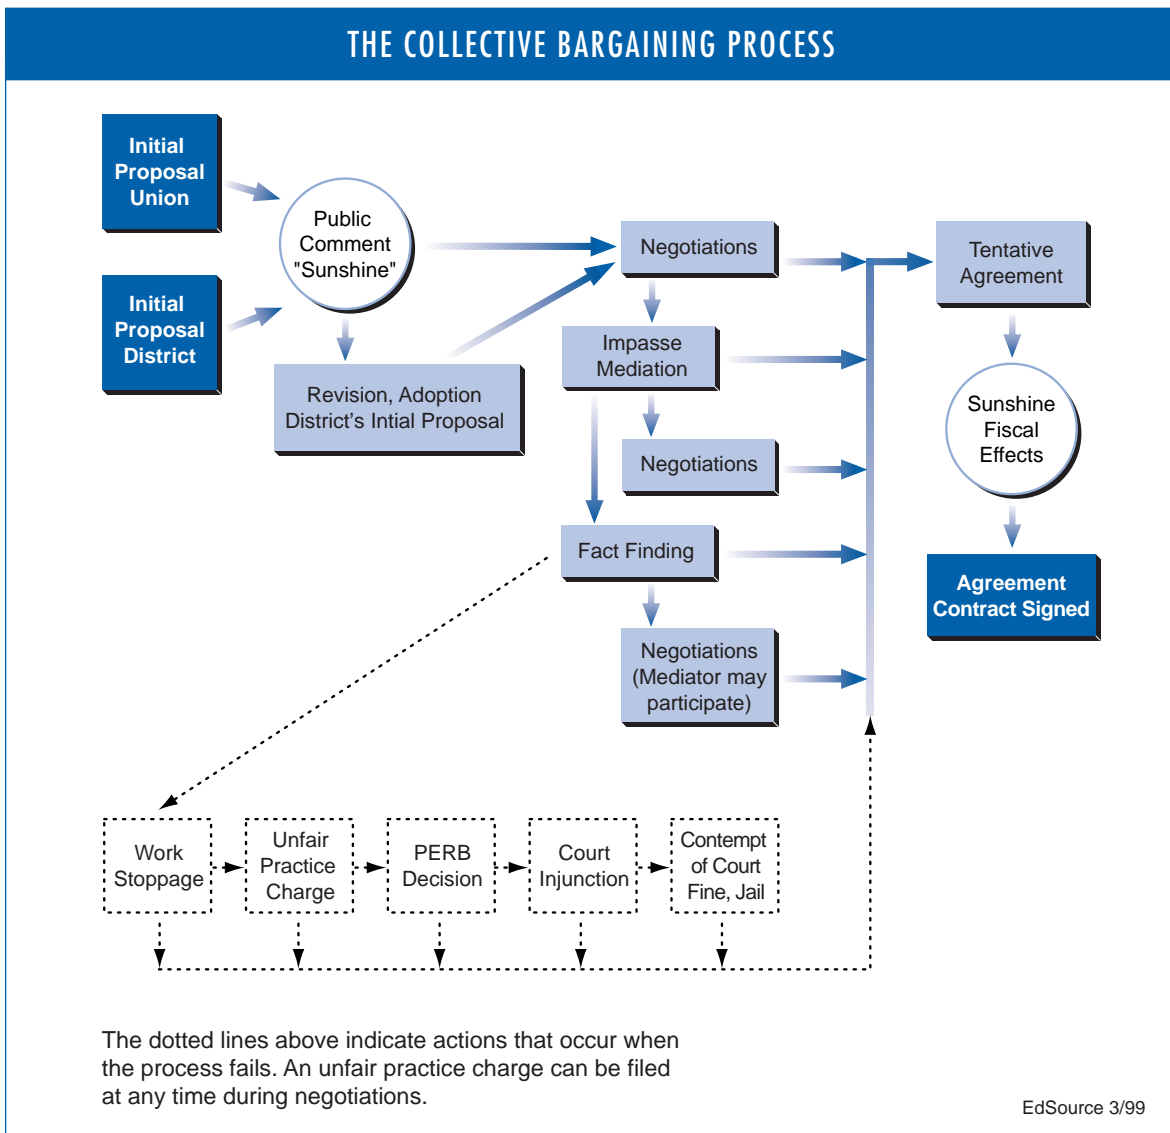 THE COLLECTIVE BARGAINING PROCESS
Initial
Proposal
Union
Public
Comment
"Sunshine"
Initial
Proposal
District
Revision, Adoption
District's Intial Proposal
Negotiations
Impasse
Mediation
Negotiations
Fact Finding
Negotiations
(Mediator may
participate)
Tentative
Agreement
Sunshine
Fiscal
Effects
Agreement
Contract Signed
Work
Stoppage
Unfair
Practice
Charge
PERB
Decision
Court
Injunction
Contempt
of Court
Fine, Jail
The dotted lines above indicate actions that occur when
the process fails. An unfair practice charge can be filed
at any time during negotiations.
EdSource 3/99